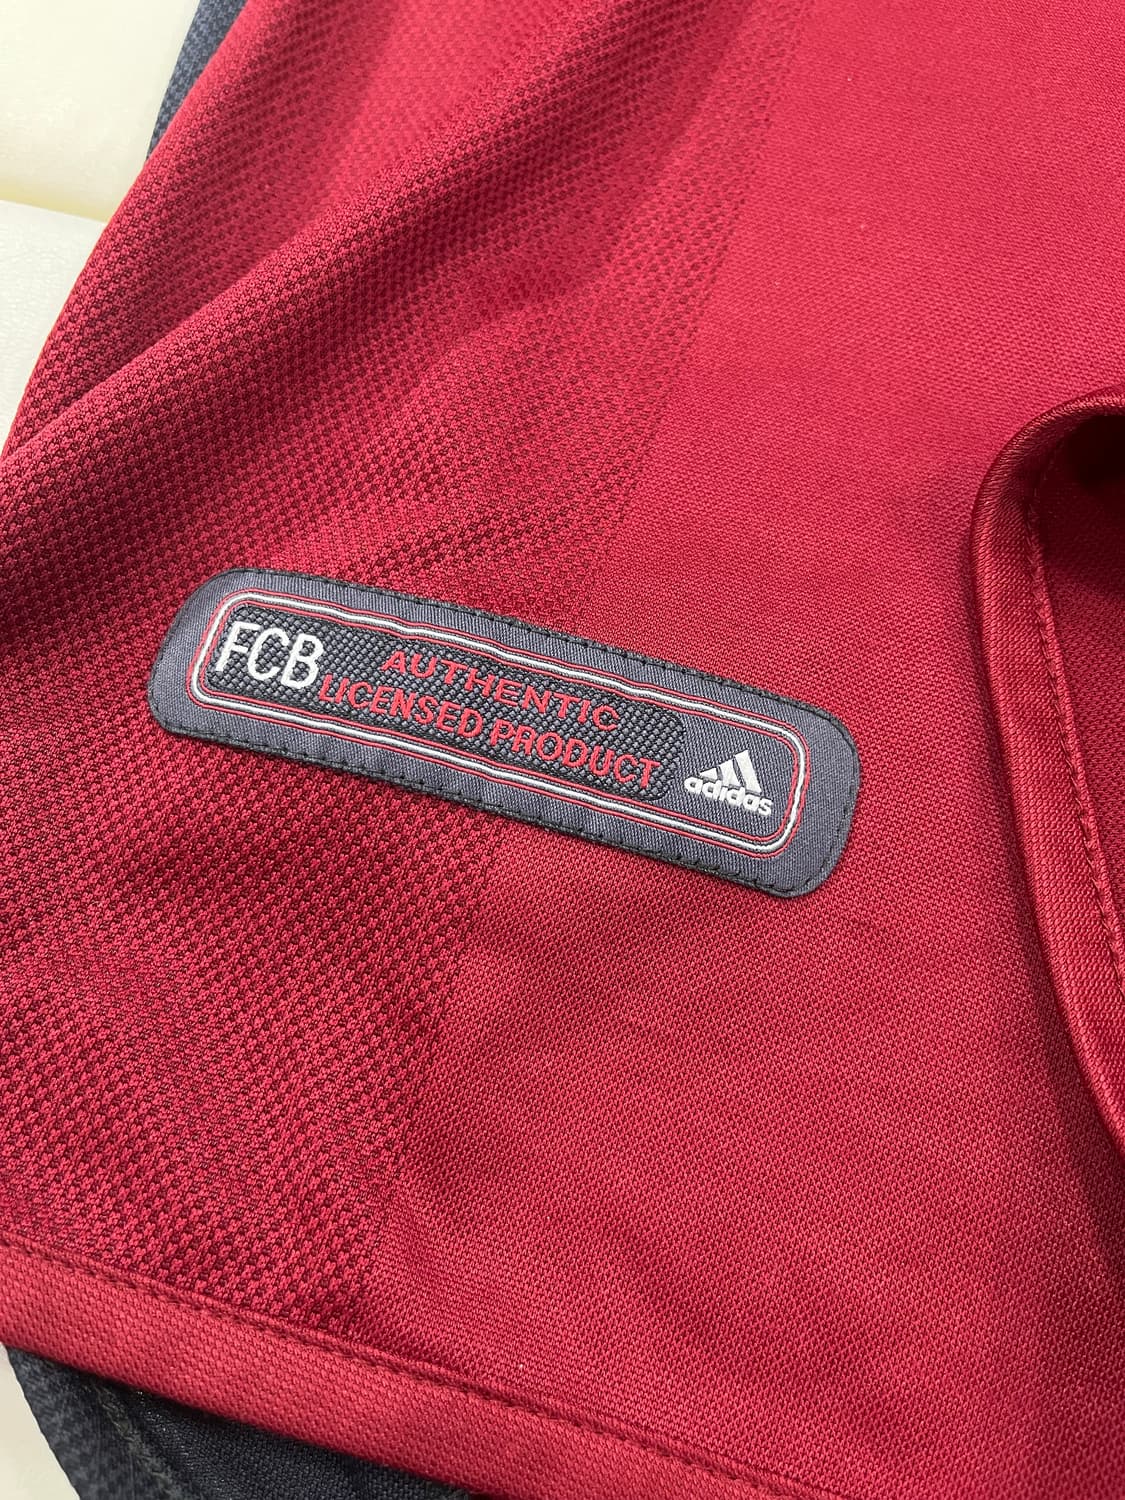 FCB
AUTHENTIC
LICENSED PRODUCT
adidas